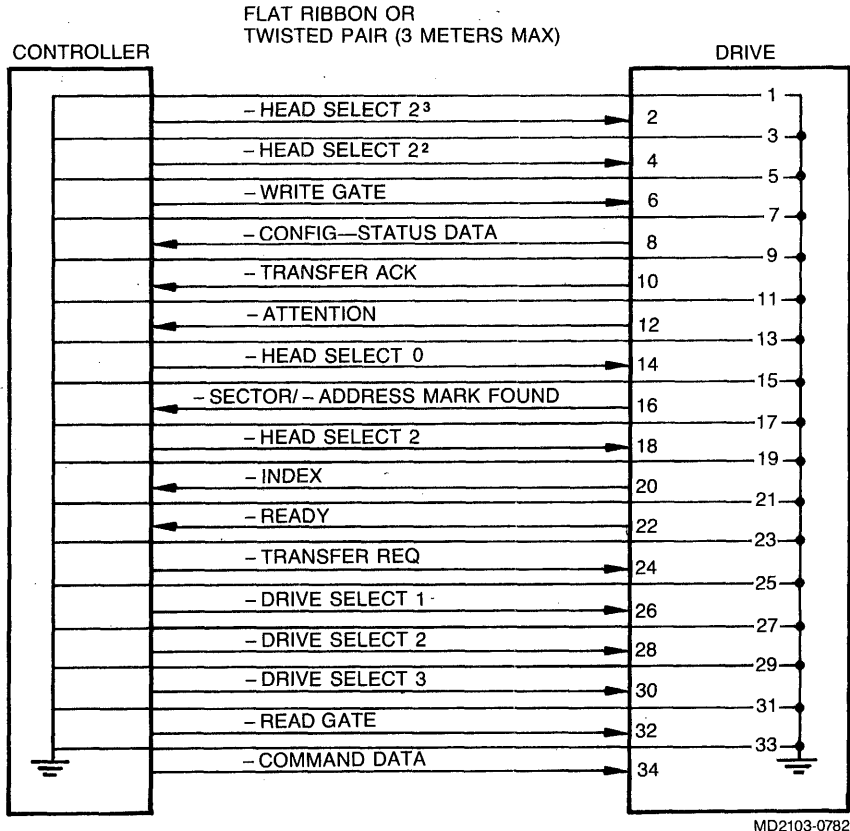 FLAT RIBBON OR
TWISTED PAIR (3 METERS MAX)
CONTROLLER
DRIVE
1
–HEAD SELECT 2³
2
3
–HEAD SELECT 2²
4
5
–WRITE GATE
6
7
–CONFIG—STATUS DATA
8
9
–TRANSFER ACK
10
11
–ATTENTION
12
13
–HEAD SELECT 0
14
15
–SECTOR/–ADDRESS MARK FOUND
16
17
–HEAD SELECT 2
18
19
–INDEX
20
21
–READY
22
23
–TRANSFER REQ
24
25
–DRIVE SELECT 1
26
27
–DRIVE SELECT 2
28
29
–DRIVE SELECT 3
30
31
–READ GATE
32
33
–COMMAND DATA
34
MD2103-0782